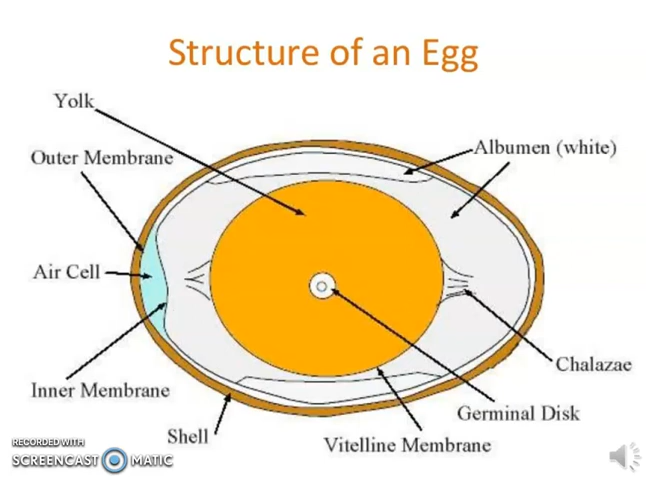 Structure of an Egg
Yolk
Outer Membrane
Albumen (white)
Air Cell
Chalazae
Inner Membrane
Germinal Disk
Shell
Vitelline Membrane
RECORDED WITH
SCREENCAST MATIC